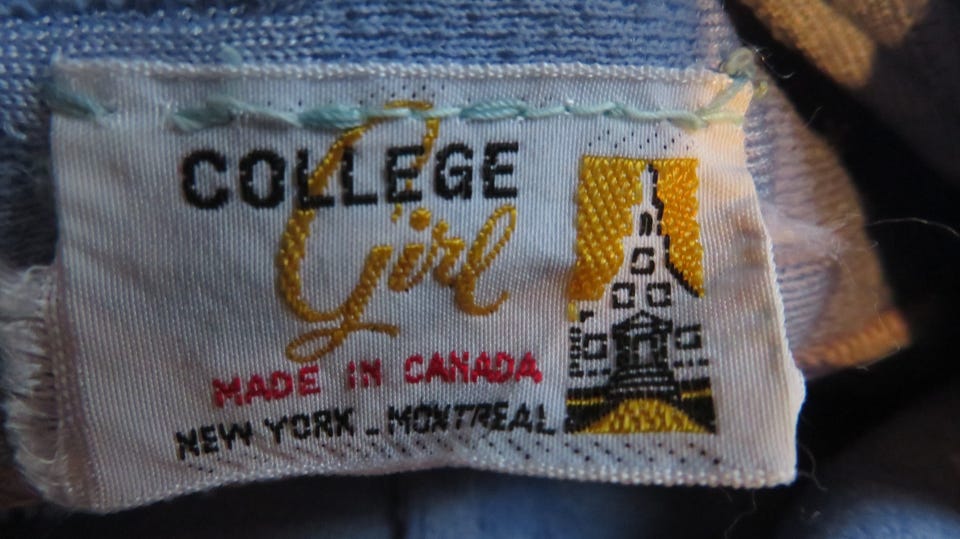 COLLEGE
Girl
MADE IN CANADA
NEW YORK - MONTREAL